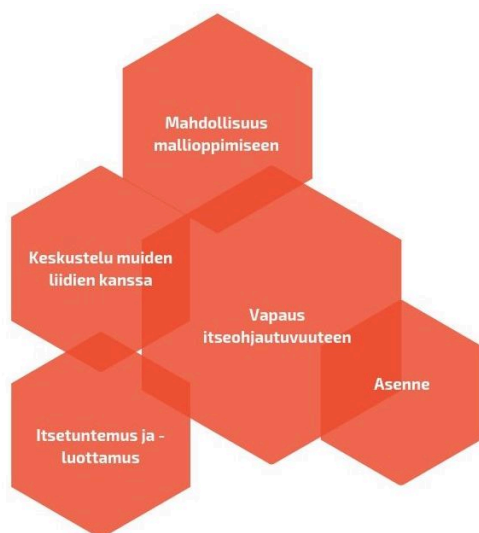 Mahdollisuus
mallioppimiseen
Keskustelu muiden
liidien kanssa
Vapaus
itseohjautuvuuteen
Asenne
Itsetuntemus ja -
luottamus